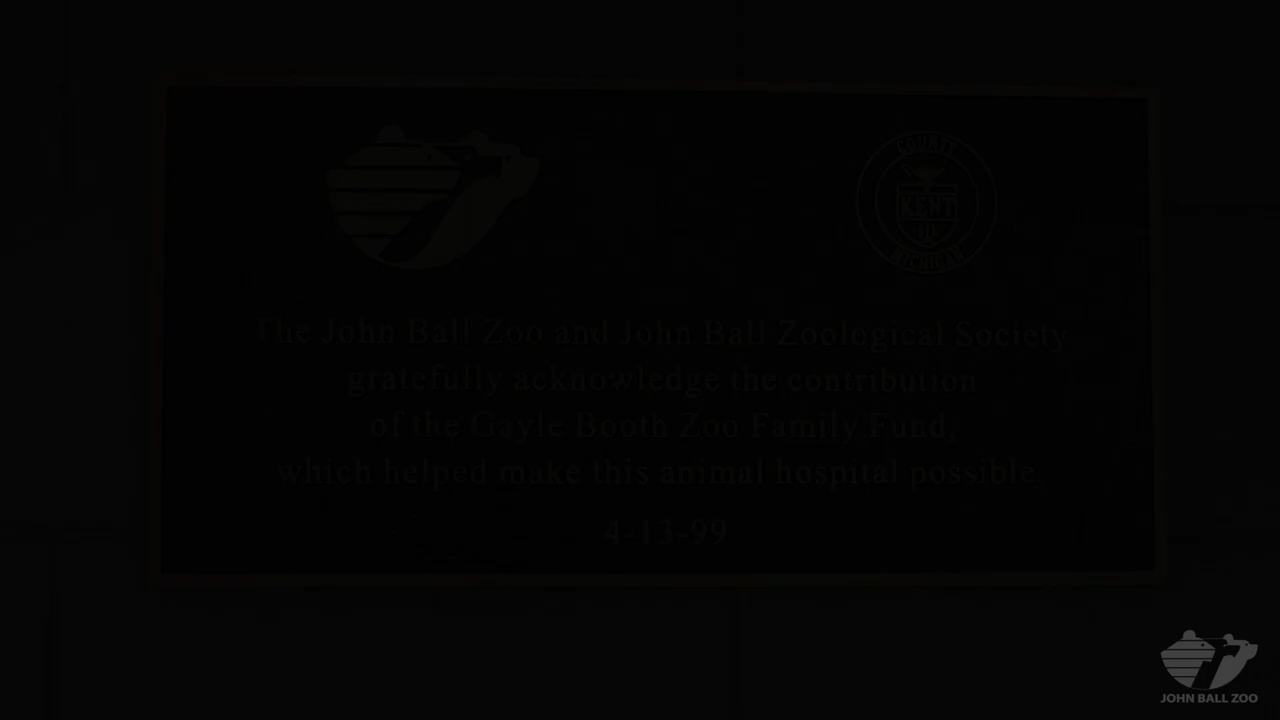 COUNTY
KENT
MICHIGAN
The John Ball Zoo and John Ball Zoological Society
gratefully acknowledge the contribution
of the Gayle Booth Zoo Family Fund,
which helped make this animal hospital possible.
4-13-99
JOHN BALL ZOO